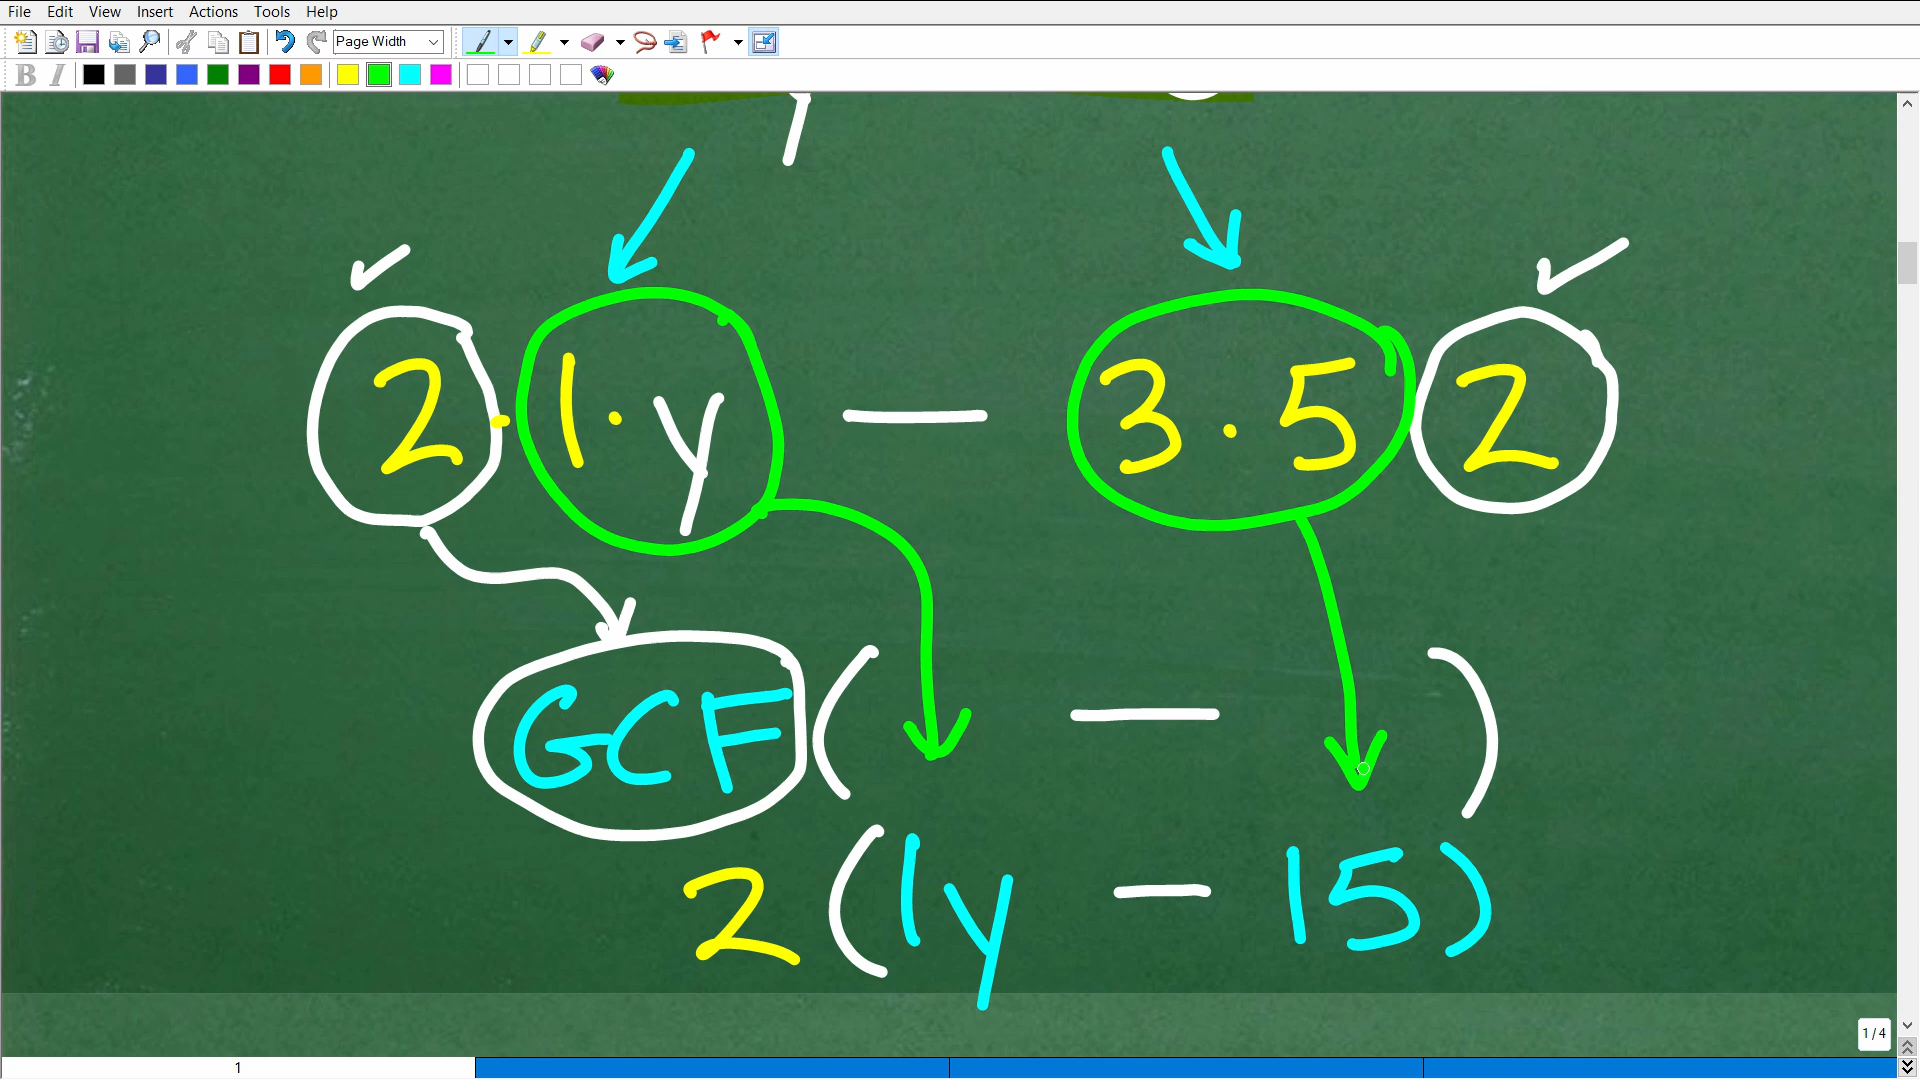 File Edit View Insert Actions Tools Help
Page Width
B I
2 · 1 · y — 3 · 5 2
GCF ( — )
2 (1y — 15)
1 / 4
1